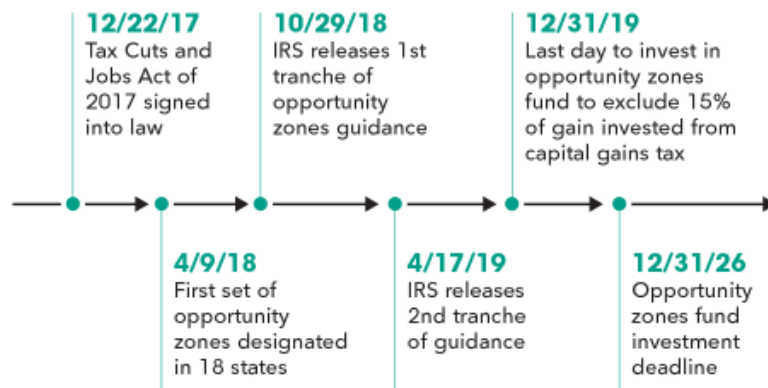 12/22/17
Tax Cuts and
Jobs Act of
2017 signed
into law
10/29/18
IRS releases 1st
tranche of
opportunity
zones guidance
12/31/19
Last day to invest in
opportunity zones
fund to exclude 15%
of gain invested from
capital gains tax
4/9/18
First set of
opportunity
zones designated
in 18 states
4/17/19
IRS releases
2nd tranche
of guidance
12/31/26
Opportunity
zones fund
investment
deadline